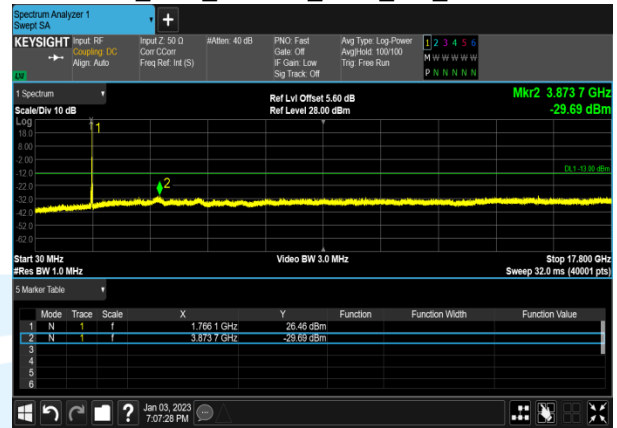 Spectrum Analyzer 1
Swept SA
KEYSIGHT Input: RF Input Z: 50 Ω #Atten: 40 dB PNO: Fast Avg Type: Log-Power 1 2 3 4 5 6
Coupling: DC Corr CCorr Gate: Off Avg|Hold: 100/100 M W W W W W
Align: Auto Freq Ref: Int (S) IF Gain: Low Trig: Free Run
Sig Track: Off P N N N N N
1 Spectrum Ref Lvl Offset 5.60 dB Mkr2 3.873 7 GHz
Scale/Div 10 dB Ref Level 28.00 dBm -29.69 dBm
Log
18.0 1
8.00
-2.00
-12.0 DL1 -13.00 dBm
-22.0 2
-32.0
-42.0
-52.0
-62.0
Start 30 MHz Video BW 3.0 MHz Stop 17.800 GHz
#Res BW 1.0 MHz Sweep 32.0 ms (40001 pts)
5 Marker Table
Mode Trace Scale X Y Function Function Width Function Value
1 N 1 f 1.766 1 GHz 26.46 dBm
2 N 1 f 3.873 7 GHz -29.69 dBm
3
4
5
6
Jan 03, 2023
7:07:28 PM